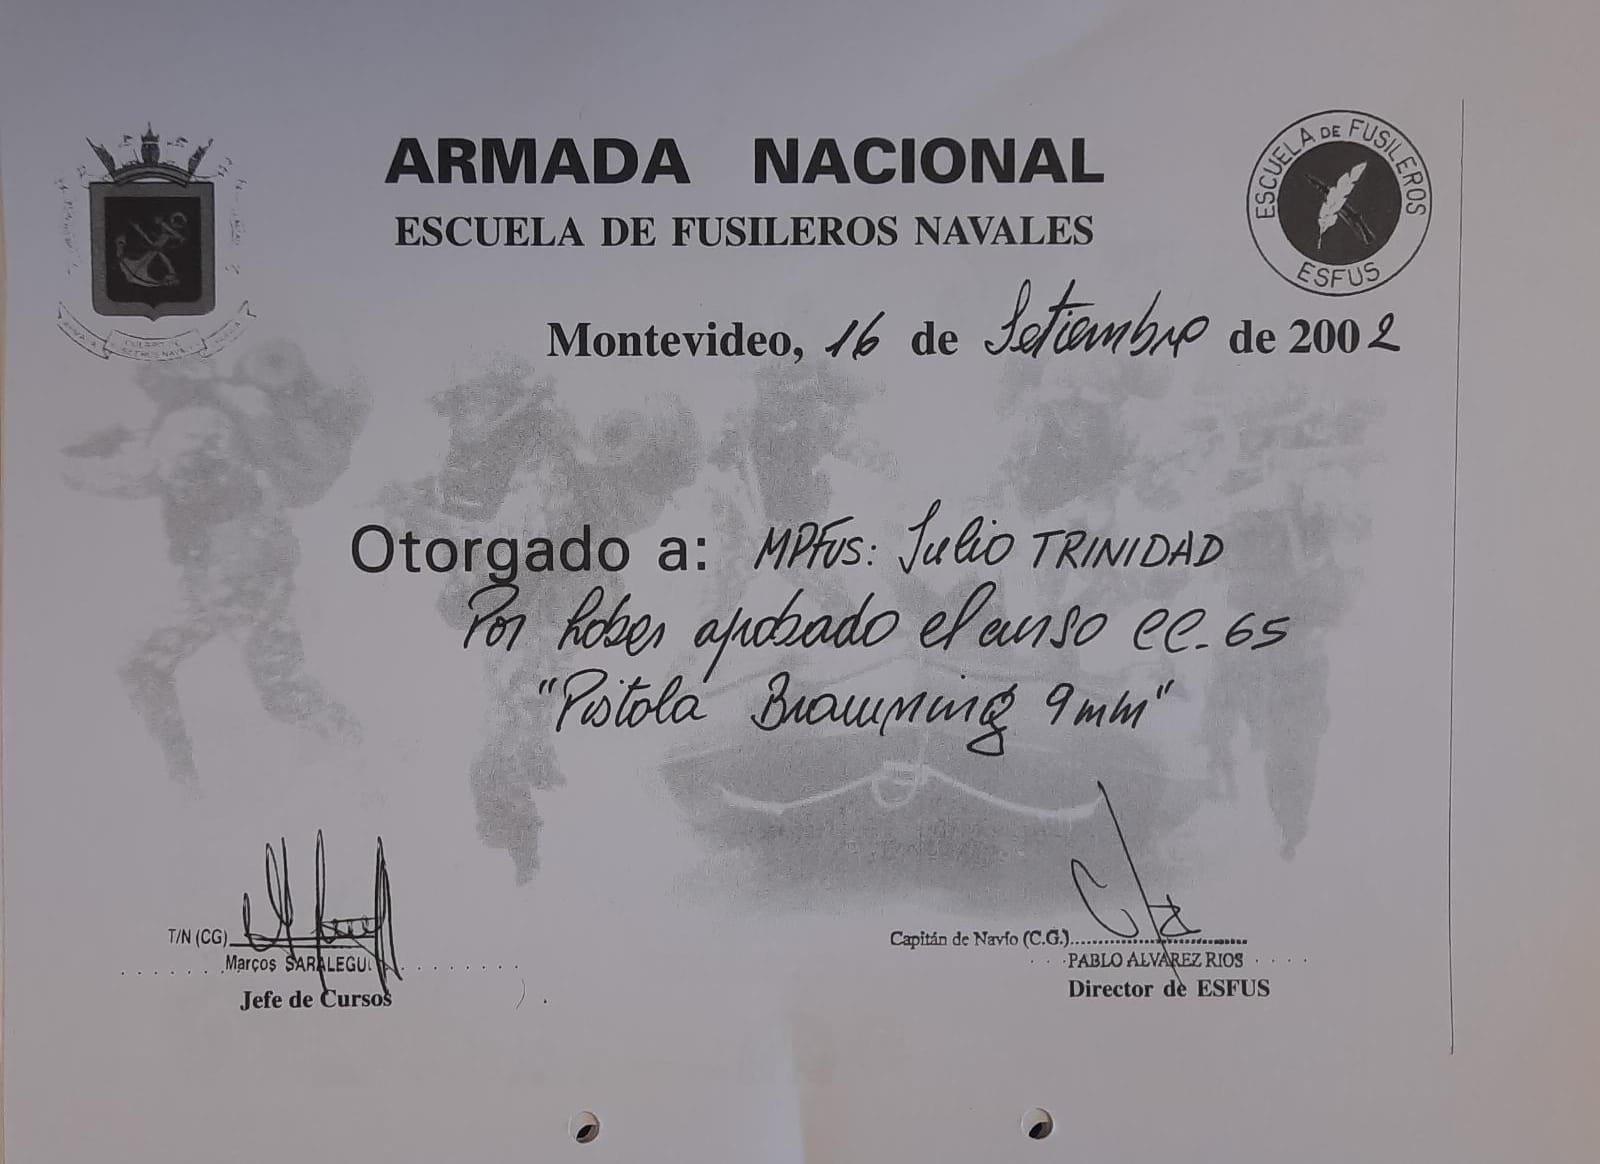 ARMADA NACIONAL
ESCUELA DE FUSILEROS NAVALES
ESCUELA DE FUSILEROS
ESFUS
Montevideo, 16 de Setiembre de 2002
Otorgado a: MPFus: Julio TRINIDAD
Por haber aprobado el curso CC-65
"Pistola Browning 9mm"
T/N (CG)
Marcos SARALEGUI
Jefe de Cursos
Capitán de Navío (C.G.)
PABLO ALVAREZ RIOS
Director de ESFUS